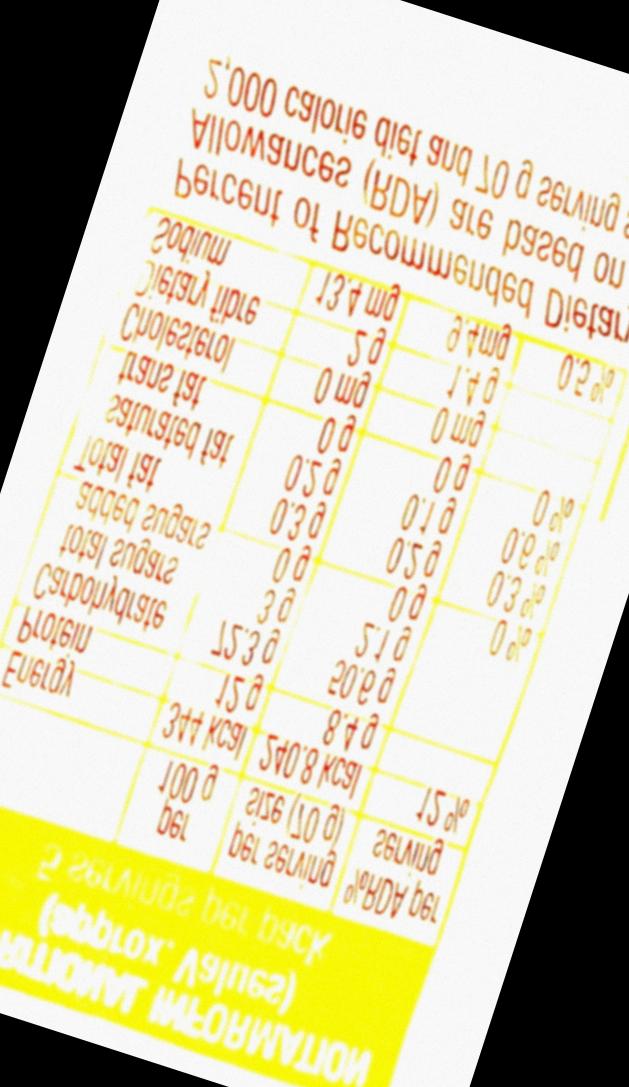 NUTRITIONAL INFORMATION
(approx. Values)
5 servings per pack
per 100 g per serving size (70 g) %RDA per serving
Energy 344 kcal 240.8 kcal 12 %
Protein 12 g 8.4 g
Carbohydrate 72.3 g 50.6 g
total sugars 3 g 2.1 g
added sugars 0 g 0 g 0 %
Total fat 0.3 g 0.2 g 0.3 %
saturated fat 0.2 g 0.1 g 0.6 %
trans fat 0 g 0 g 0 %
Cholesterol 0 mg 0 mg
Dietary fibre 2 g 1.4 g
Sodium 13.4 mg 9.4mg 0.5 %
Percent of Recommended Dietary
Allowances (RDA) are based on
2,000 calorie diet and 70 g serving